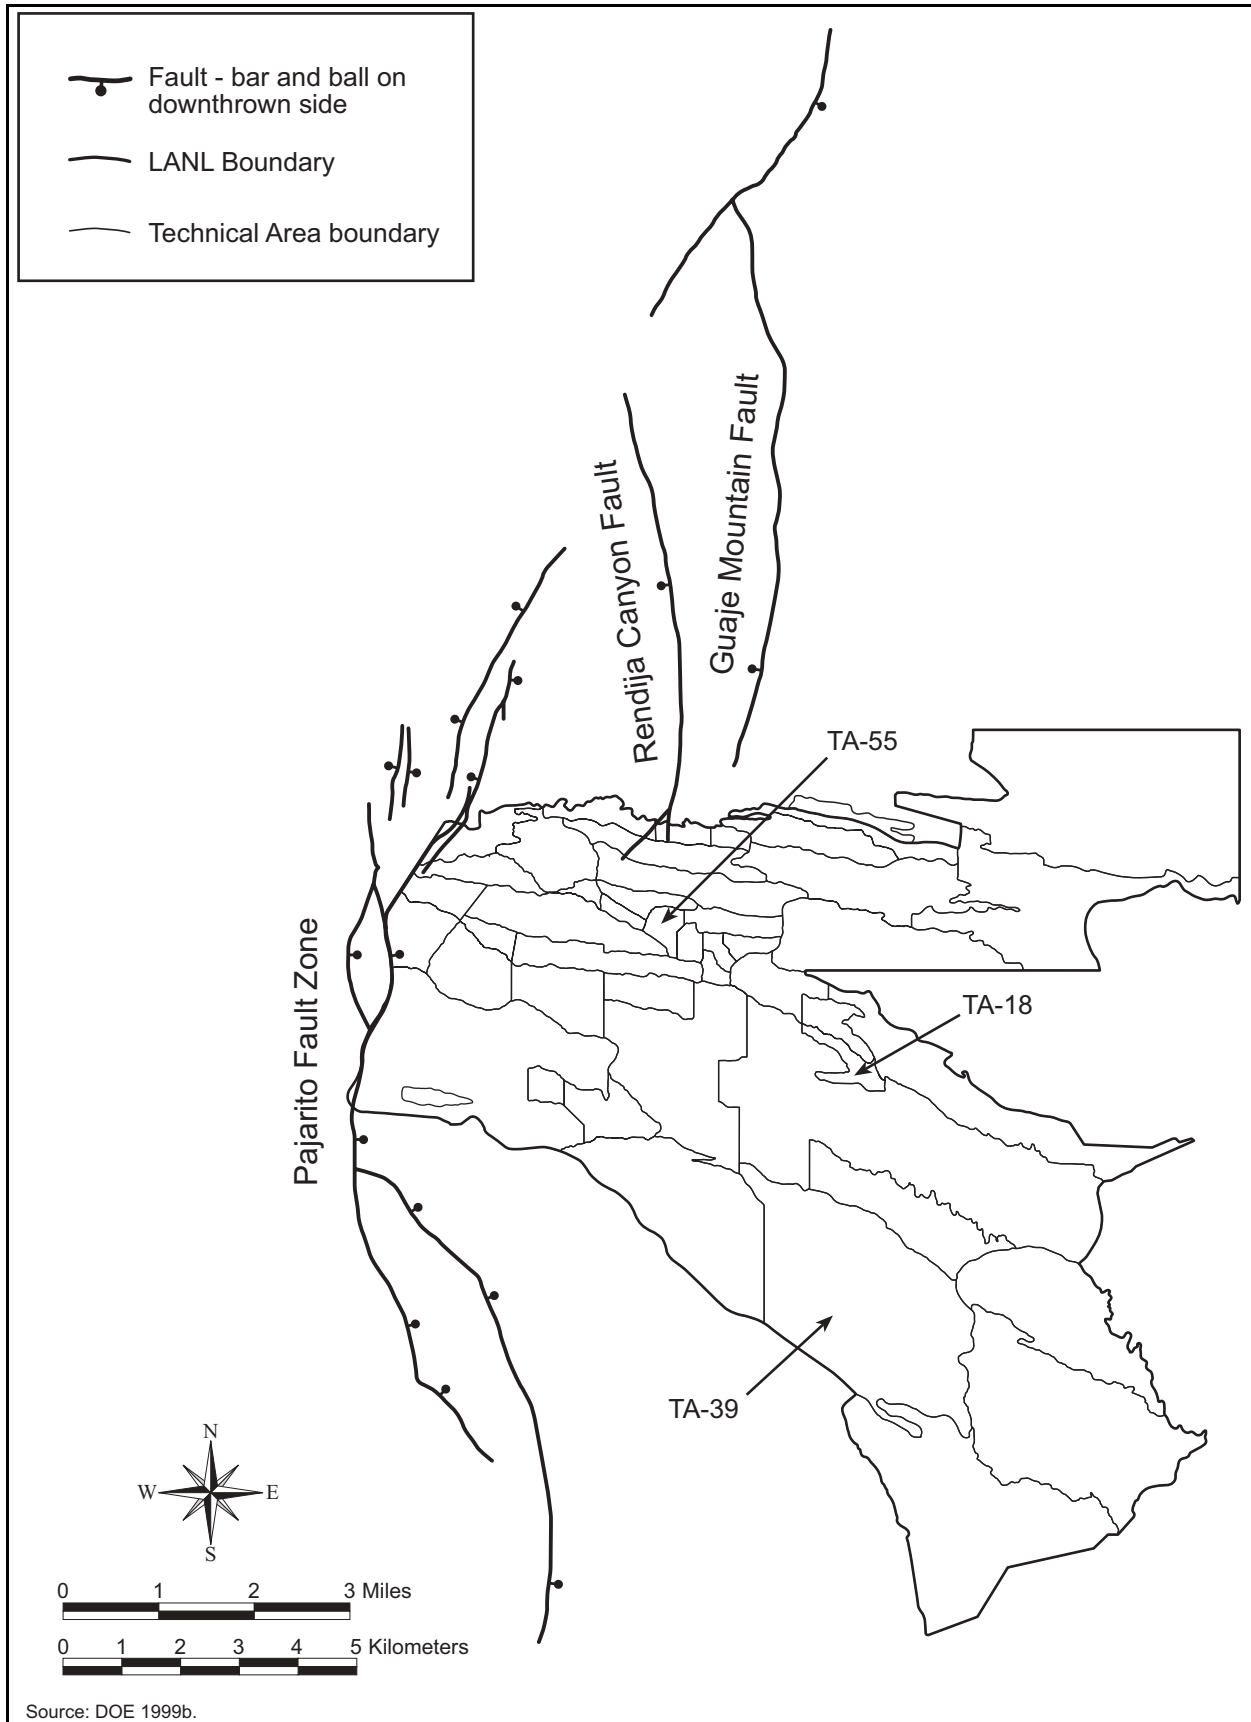 Fault - bar and ball on
downthrown side
LANL Boundary
Technical Area boundary
Guaje Mountain Fault
Rendija Canyon Fault
TA-55
TA-18
Pajarito Fault Zone
TA-39
N
W E
S
0 1 2 3 Miles
0 1 2 3 4 5 Kilometers
Source: DOE 1999b.